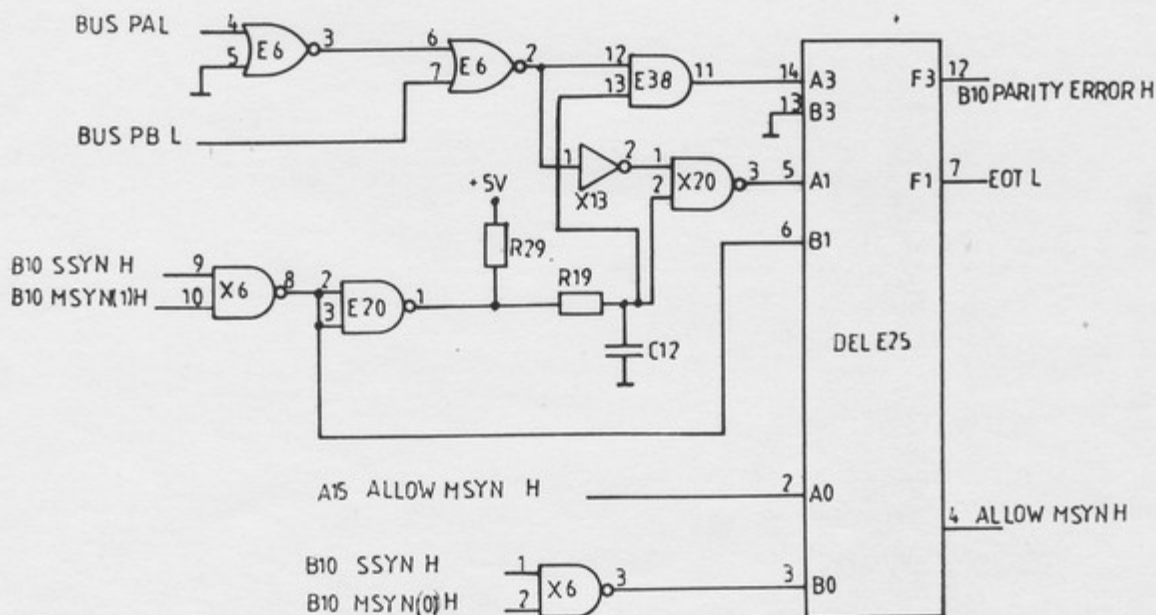 BUS PAL 4 3 6
5 E6 E6 2 12 11 14 A3 F3 12
7 13 E38 13 B3 B10 PARITY ERROR H
BUS PB L
1 2 1 3 5 A1 F1 7 EOT L
X13 2 X20
+5V
R29 6 B1
B10 SSYN H 9 8 2 R19
B10 MSYN(1)H 10 X6 3 E20 1
C12 DEL E25
A15 ALLOW MSYN H 2 A0
4 ALLOW MSYN H
B10 SSYN H 1 3 3 B0
B10 MSYN(0)H 2 X6